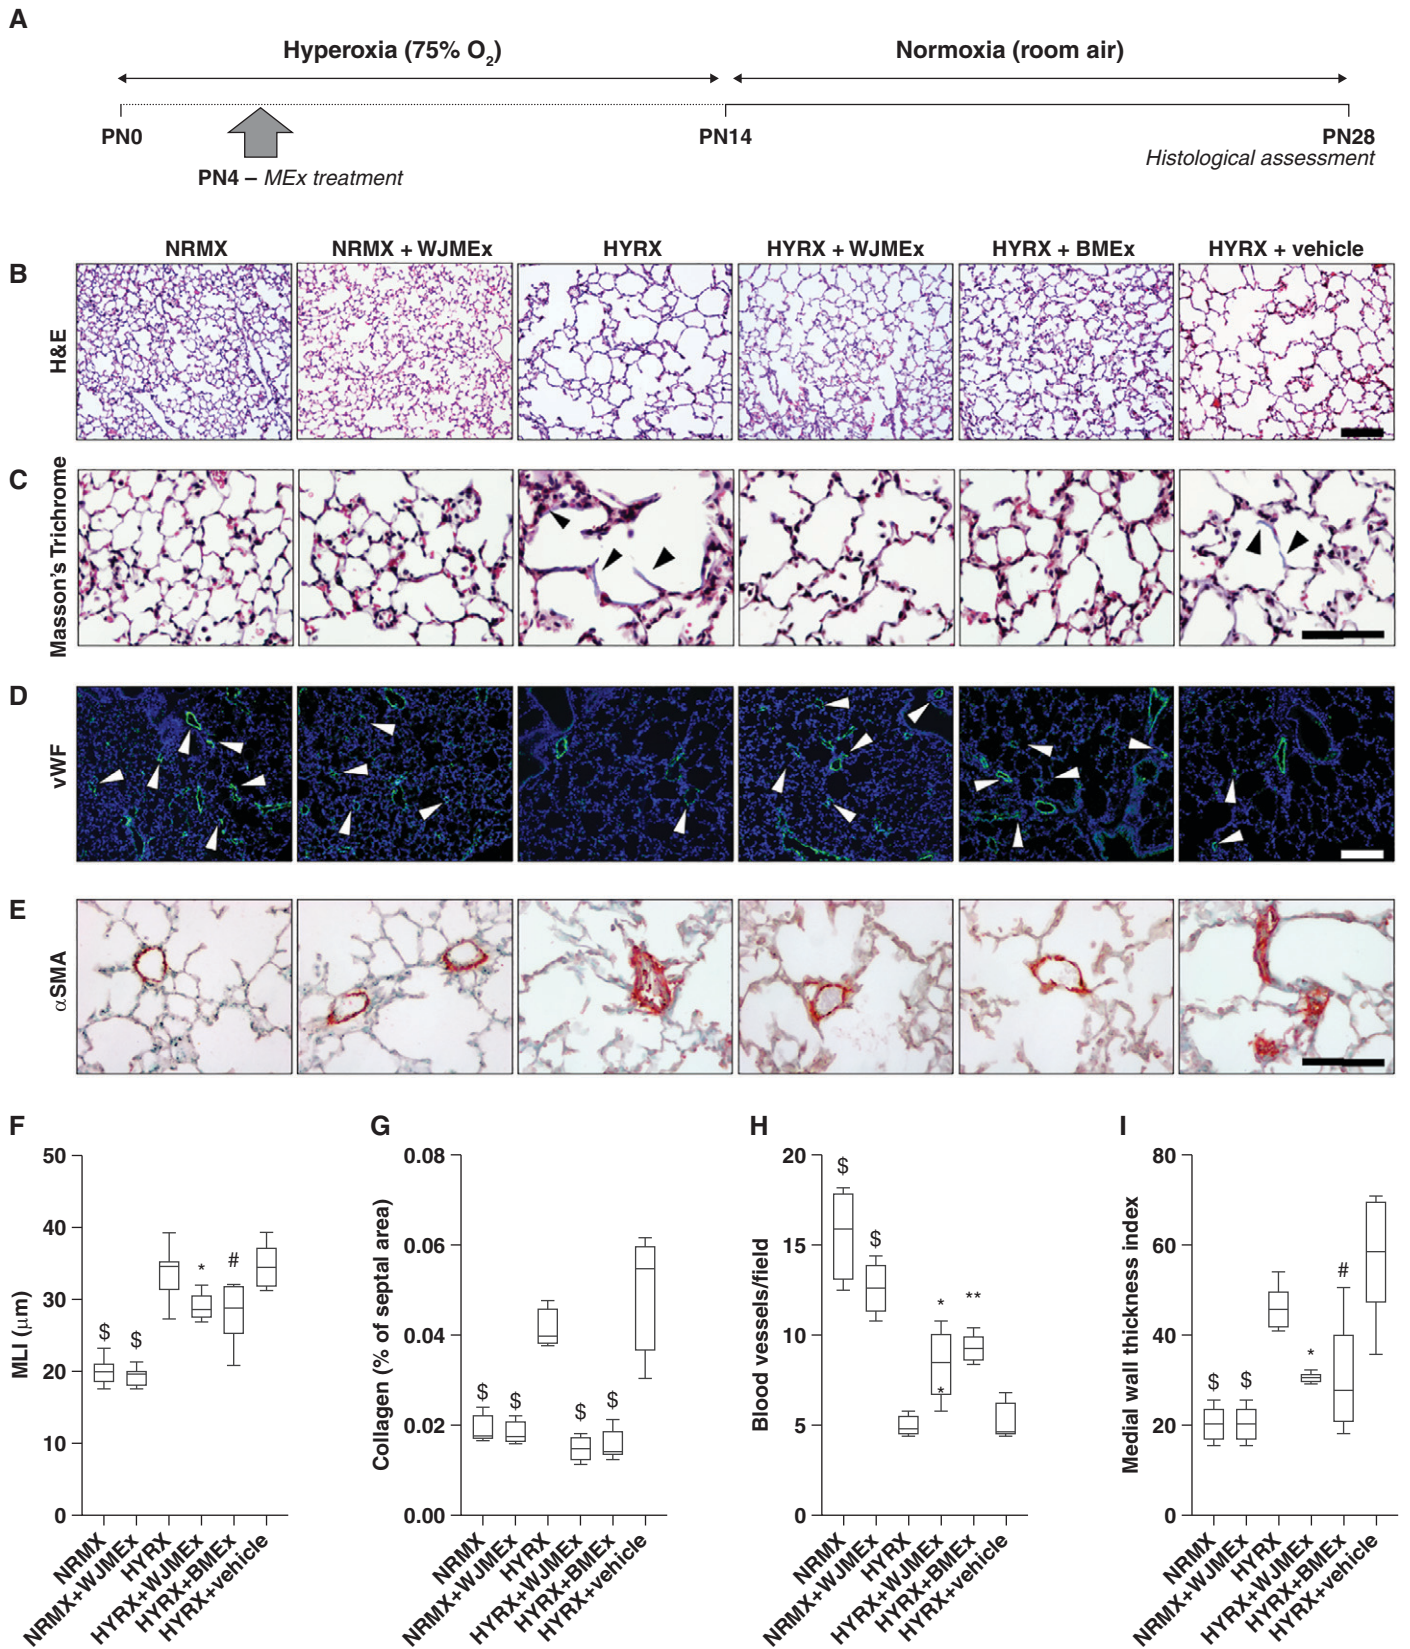 A
Hyperoxia (75% O2)
Normoxia (room air)
PN0
PN14
PN28
Histological assessment
PN4 – MEx treatment
NRMX
NRMX + WJMEx
HYRX
HYRX + WJMEx
HYRX + BMEx
HYRX + vehicle
B
H&E
C
Masson's Trichrome
D
vWF
E
αSMA
F
MLI (μm)
50
40
30
20
10
0
$
$
*
#
NRMX
NRMX+WJMEx
HYRX
HYRX+WJMEx
HYRX+BMEx
HYRX+vehicle
G
Collagen (% of septal area)
0.08
0.06
0.04
0.02
0.00
$
$
$
$
NRMX
NRMX+WJMEx
HYRX
HYRX+WJMEx
HYRX+BMEx
HYRX+vehicle
H
Blood vessels/field
20
15
10
5
0
$
$
*
*
**
NRMX
NRMX+WJMEx
HYRX
HYRX+WJMEx
HYRX+BMEx
HYRX+vehicle
I
Medial wall thickness index
80
60
40
20
0
$
$
*
#
NRMX
NRMX+WJMEx
HYRX
HYRX+WJMEx
HYRX+BMEX
HYRX+vehicle